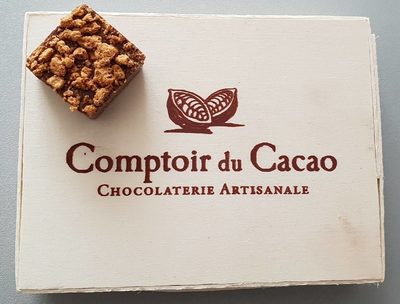 Comptoir du Cacao
Chocolaterie Artisanale